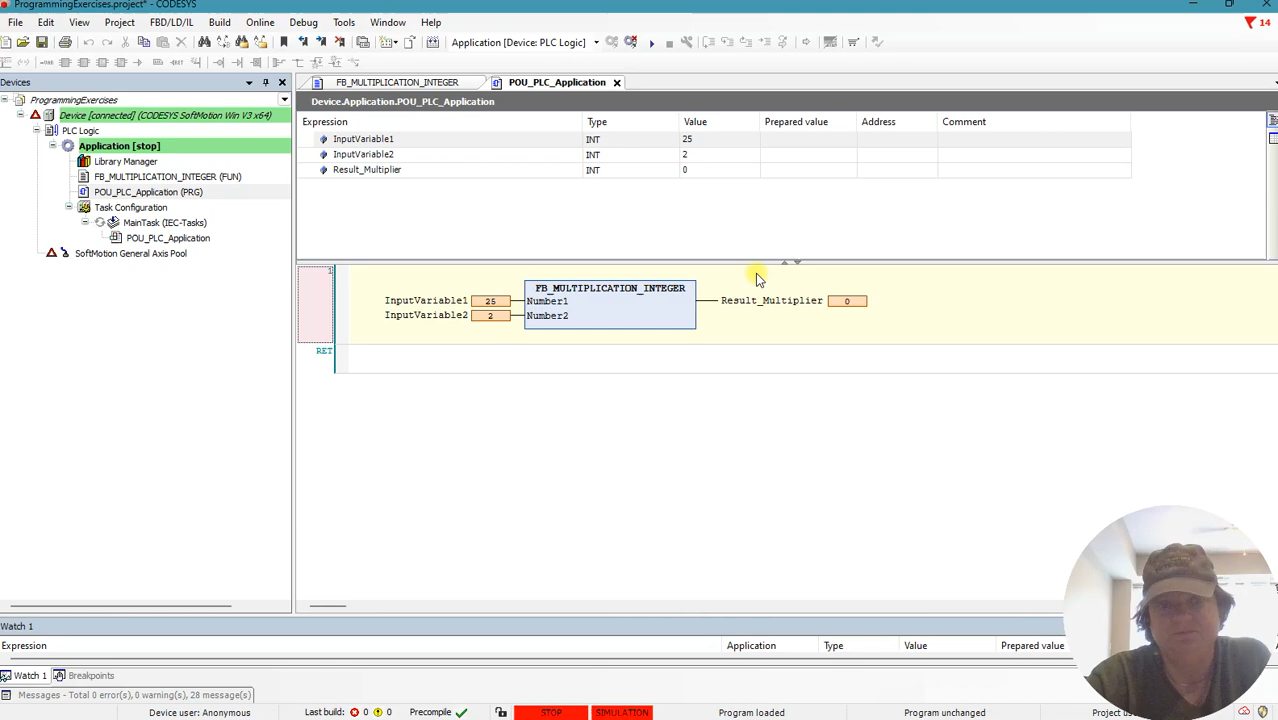 ProgrammingExercises.project* - CODESYS
File Edit View Project FBD/LD/IL Build Online Debug Tools Window Help
14
Application [Device: PLC Logic]
Devices
FB_MULTIPLICATION_INTEGER
POU_PLC_Application
ProgrammingExercises
Device [connected] (CODESYS SoftMotion Win V3 x64)
PLC Logic
Application [stop]
Library Manager
FB_MULTIPLICATION_INTEGER (FUN)
POU_PLC_Application (PRG)
Task Configuration
MainTask (IEC-Tasks)
POU_PLC_Application
SoftMotion General Axis Pool
Device.Application.POU_PLC_Application
Expression Type Value Prepared value Address Comment
InputVariable1 INT 25
InputVariable2 INT 2
Result_Multiplier INT 0
1
FB_MULTIPLICATION_INTEGER
InputVariable1 25 Number1 Result_Multiplier 0
InputVariable2 2 Number2
RET
Watch 1
Expression Application Type Value Prepared value
Watch 1 Breakpoints
Messages - Total 0 error(s), 0 warning(s), 28 message(s)
Device user: Anonymous Last build: 0 0 Precompile STOP SIMULATION Program loaded Program unchanged